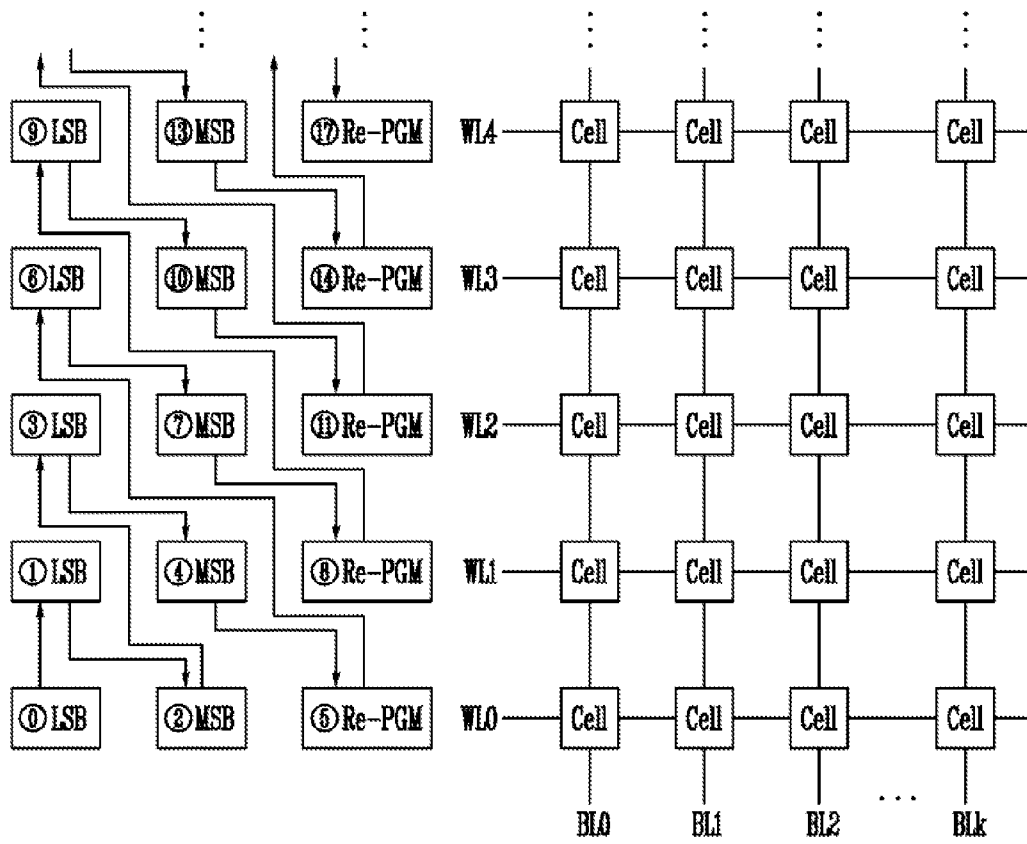 ⑨LSB ⑬MSB ⑰Re-PGM WL4 Cell Cell Cell Cell
⑥LSB ⑩MSB ⑭Re-PGM WL3 Cell Cell Cell Cell
③LSB ⑦MSB ⑪Re-PGM WL2 Cell Cell Cell Cell
①LSB ④MSB ⑧Re-PGM WL1 Cell Cell Cell Cell
⓪LSB ②MSB ⑤Re-PGM WL0 Cell Cell Cell Cell
BL0 BL1 BL2 ... BLk